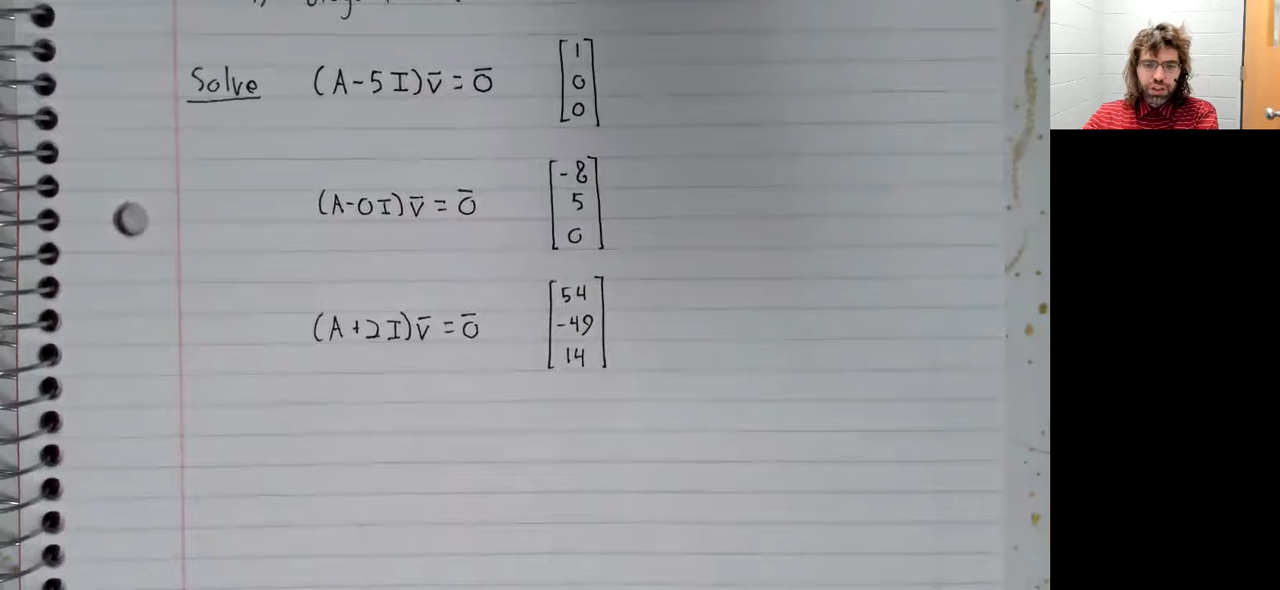 Solve (A-5I)v̄ = 0̄ [1 0 0]
(A-0I)v̄ = 0̄ [-8 5 0]
(A+2I)v̄ = 0̄ [54 -49 14]